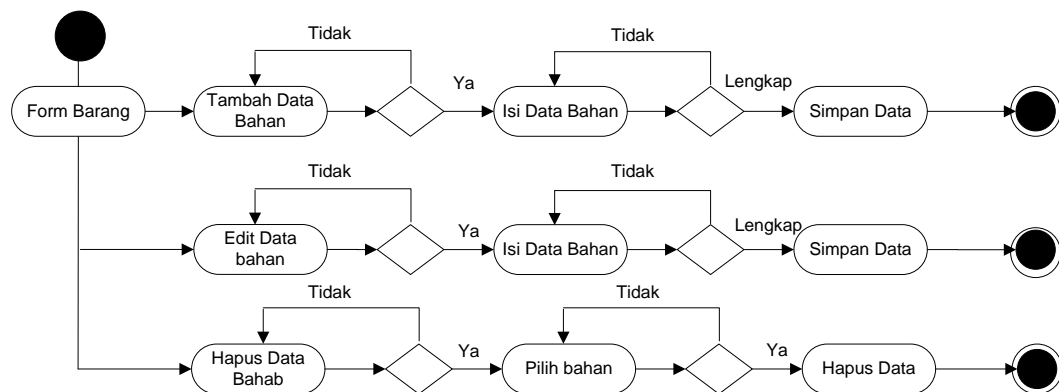 Tidak
Tidak
Ya
Lengkap
Form Barang
Tambah Data
Bahan
Isi Data Bahan
Simpan Data
Tidak
Tidak
Ya
Lengkap
Edit Data
bahan
Isi Data Bahan
Simpan Data
Tidak
Tidak
Ya
Ya
Hapus Data
Bahab
Pilih bahan
Hapus Data